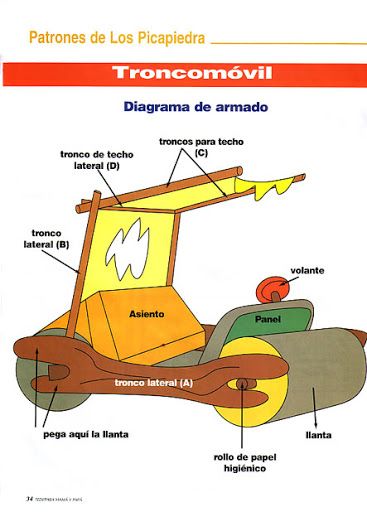 Patrones de Los Picapiedra
Troncomóvil
Diagrama de armado
troncos para techo
(C)
tronco de techo
lateral (D)
tronco
lateral (B)
volante
Asiento
Panel
tronco lateral (A)
pega aquí la llanta
llanta
rollo de papel
higiénico
34